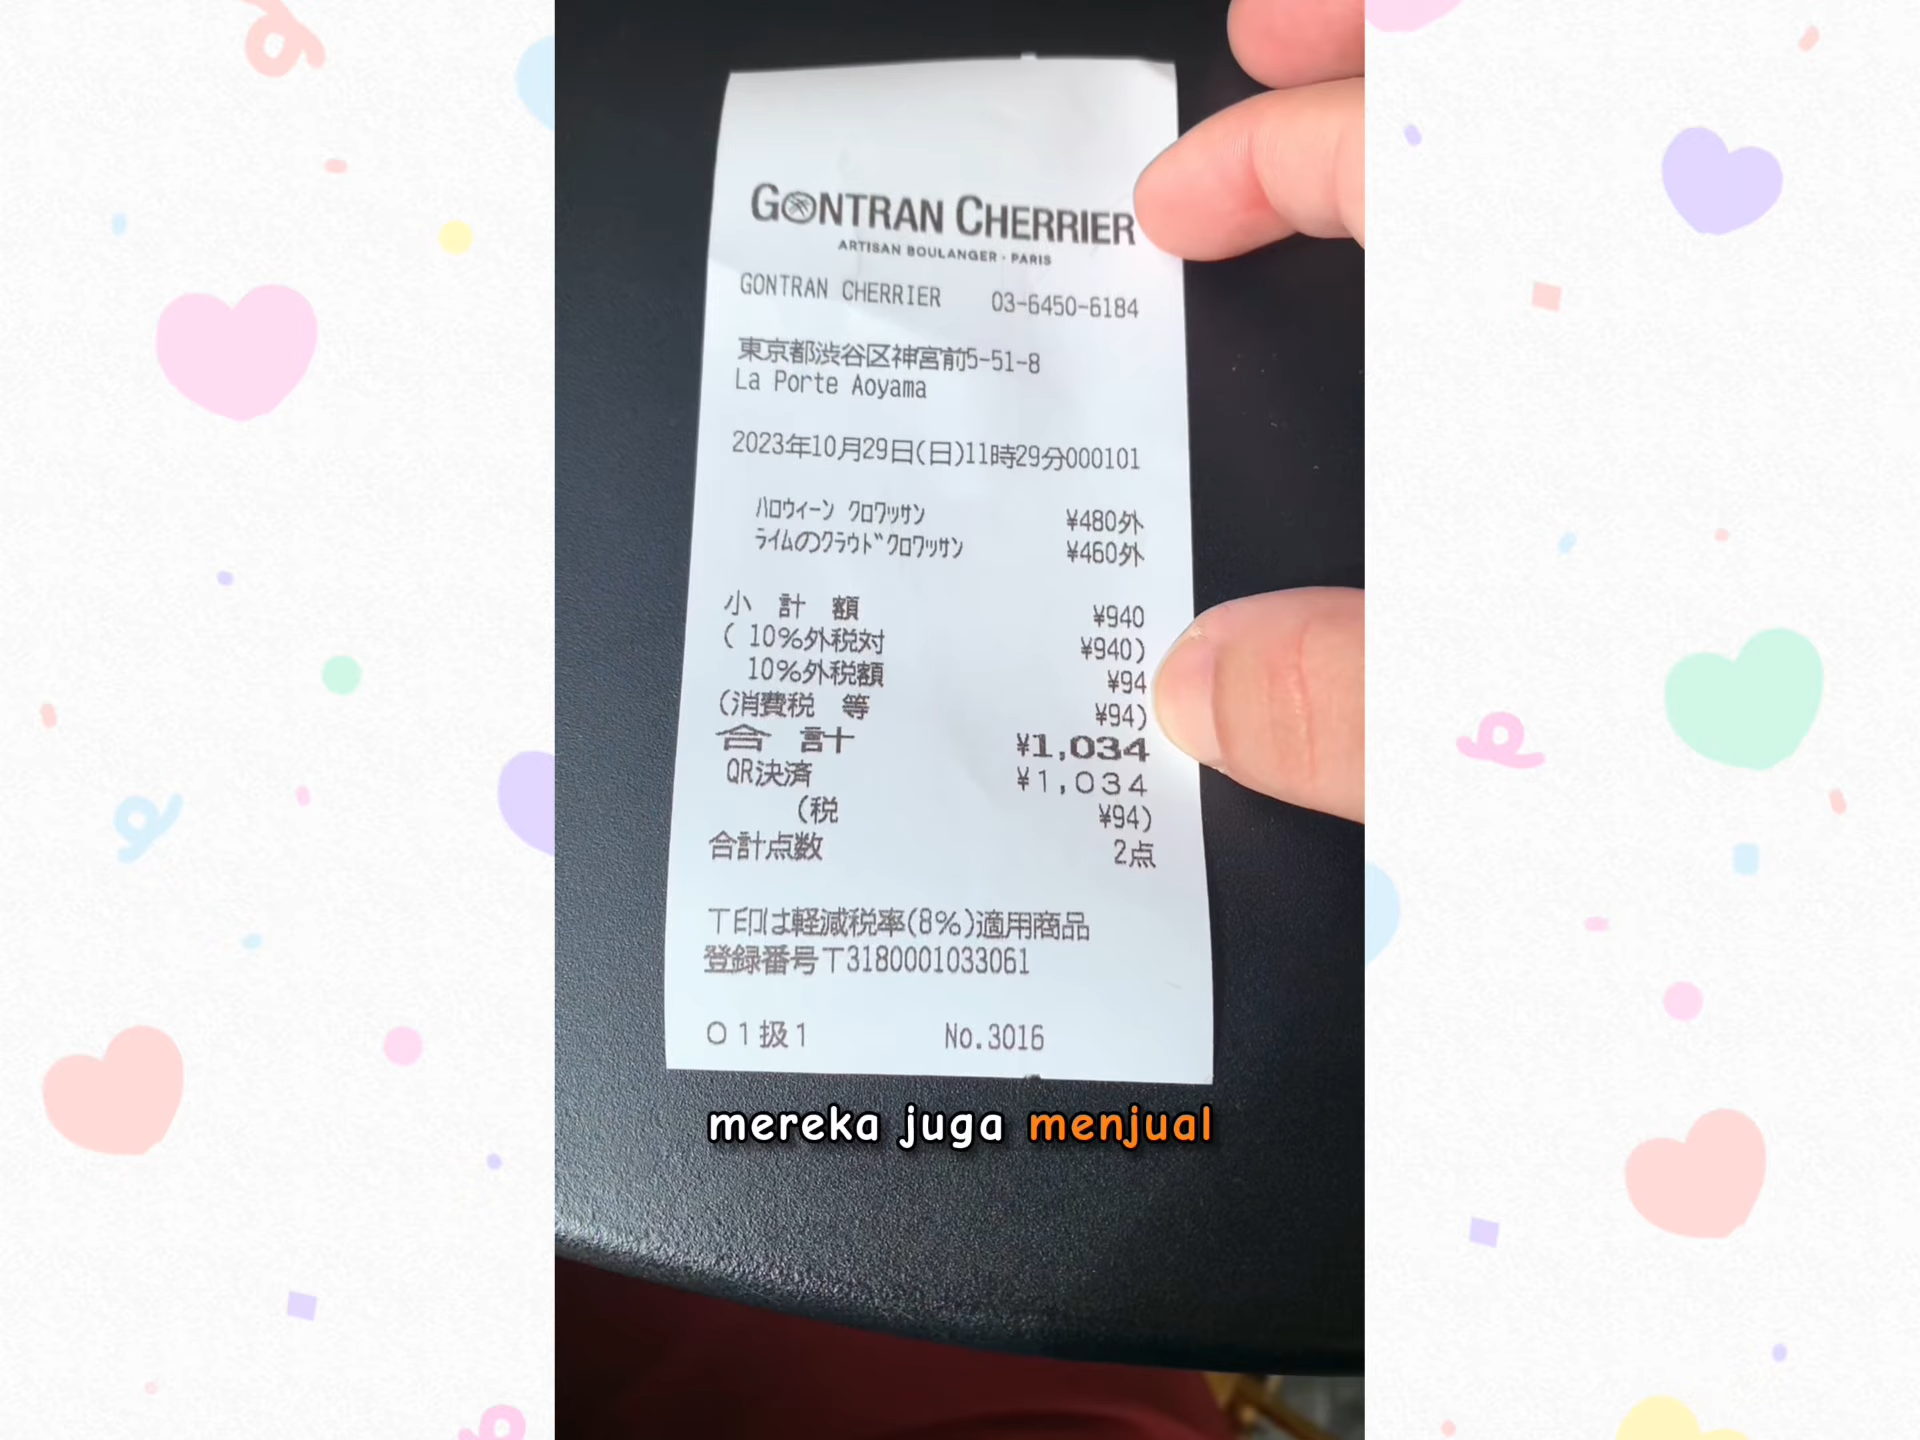 GONTRAN CHERRIER
ARTISAN BOULANGER · PARIS
GONTRAN CHERRIER 03-6450-6184
東京都渋谷区神宮前5-51-8
La Porte Aoyama
2023年10月29日(日)11時29分000101
ﾊﾛｳｨｰﾝ ｸﾛﾜｯｻﾝ ¥480外
ﾗｲﾑのｸﾗｳﾄﾞｸﾛﾜｯｻﾝ ¥460外
小 計 額 ¥940
( 10%外税対 ¥940)
10%外税額 ¥94
(消費税 等 ¥94)
合 計 ¥1,034
QR決済 ¥1,034
(税 ¥94)
合計点数 2点
T印は軽減税率(8%)適用商品
登録番号T3180001033061
01扱1 No.3016
mereka juga menjual